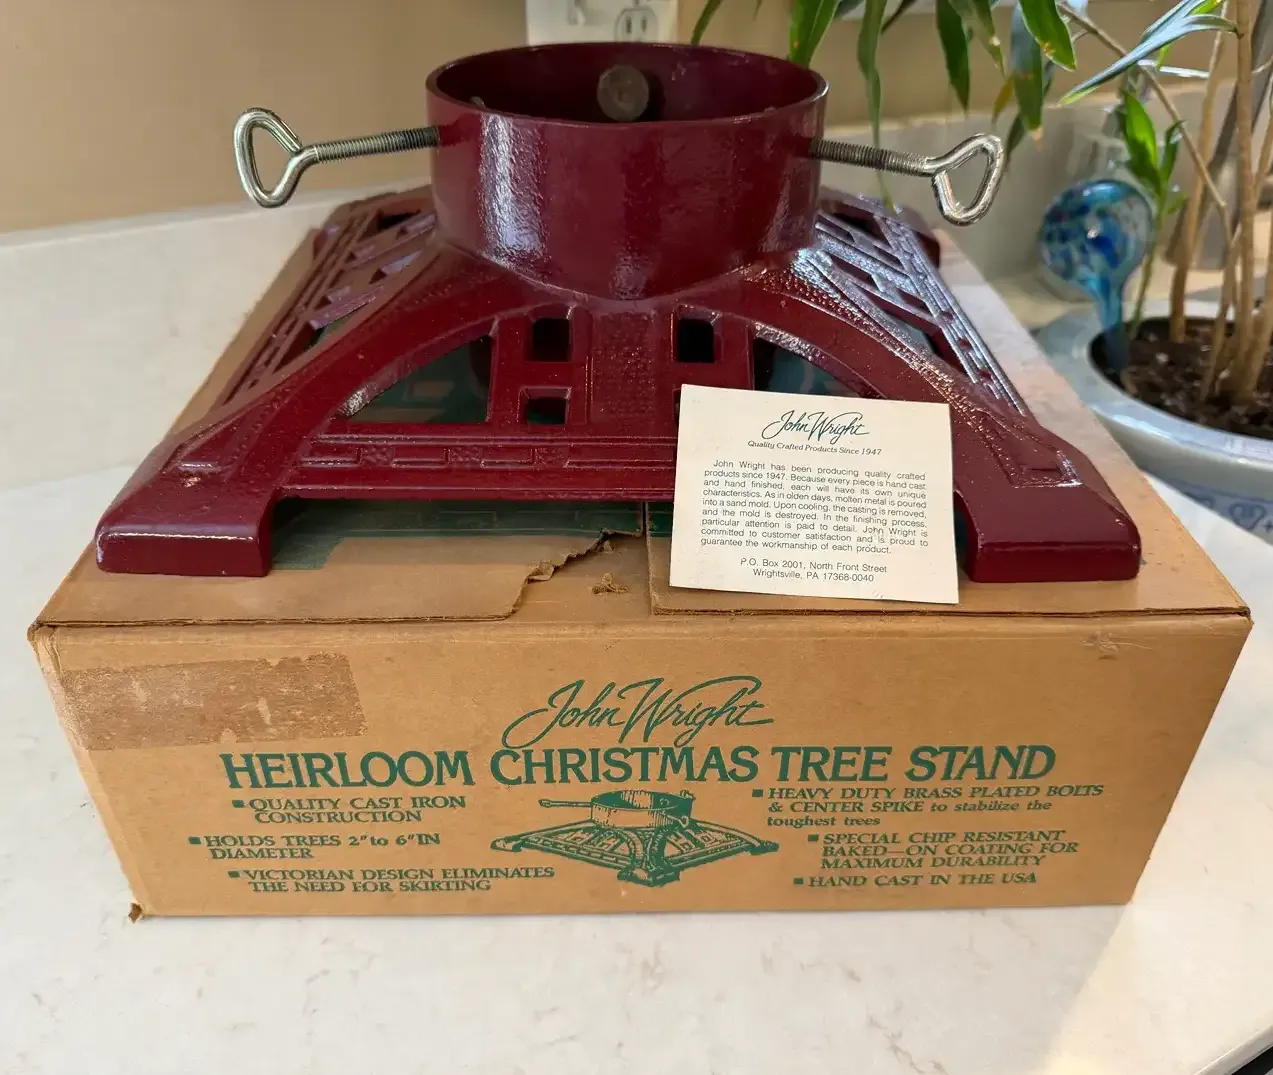 John Wright
Quality Crafted Products Since 1947
John Wright has been producing quality crafted
products since 1947. Because every piece is hand cast
and hand finished, each will have its own unique
characteristics. As in olden days, molten metal is poured
into a sand mold. Upon cooling, the casting is removed,
and the mold is destroyed. In the finishing process,
particular attention is paid to detail. John Wright is
committed to customer satisfaction and is proud to
guarantee the workmanship of each product.
P.O. Box 2001, North Front Street
Wrightsville, PA 17368-0040
John Wright
HEIRLOOM CHRISTMAS TREE STAND
▪ QUALITY CAST IRON
CONSTRUCTION
▪ HOLDS TREES 2" to 6" IN
DIAMETER
▪ VICTORIAN DESIGN ELIMINATES
THE NEED FOR SKIRTING
▪ HEAVY DUTY BRASS PLATED BOLTS
& CENTER SPIKE to stabilize the
toughest trees
▪ SPECIAL CHIP RESISTANT
BAKED—ON COATING FOR
MAXIMUM DURABILITY
▪ HAND CAST IN THE USA